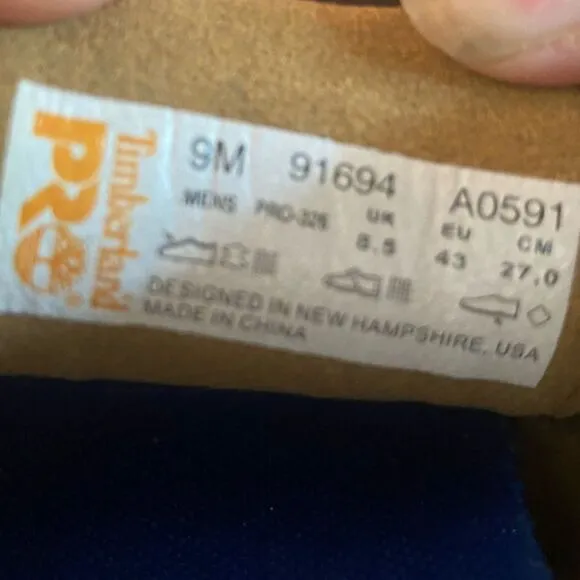 Timberland
PRO®
9M 91694 A0591
MENS PRO-326 UK EU CM
8.5 43 27.0
DESIGNED IN NEW HAMPSHIRE, USA
MADE IN CHINA